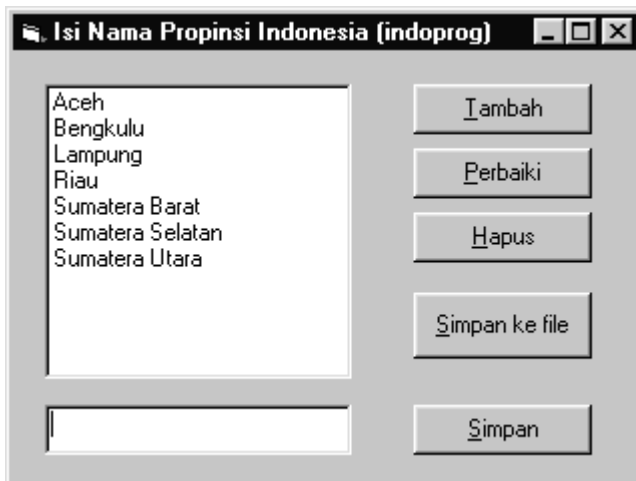 Isi Nama Propinsi Indonesia (indoprog)
Aceh
Bengkulu
Lampung
Riau
Sumatera Barat
Sumatera Selatan
Sumatera Utara
Tambah
Perbaiki
Hapus
Simpan ke file
Simpan